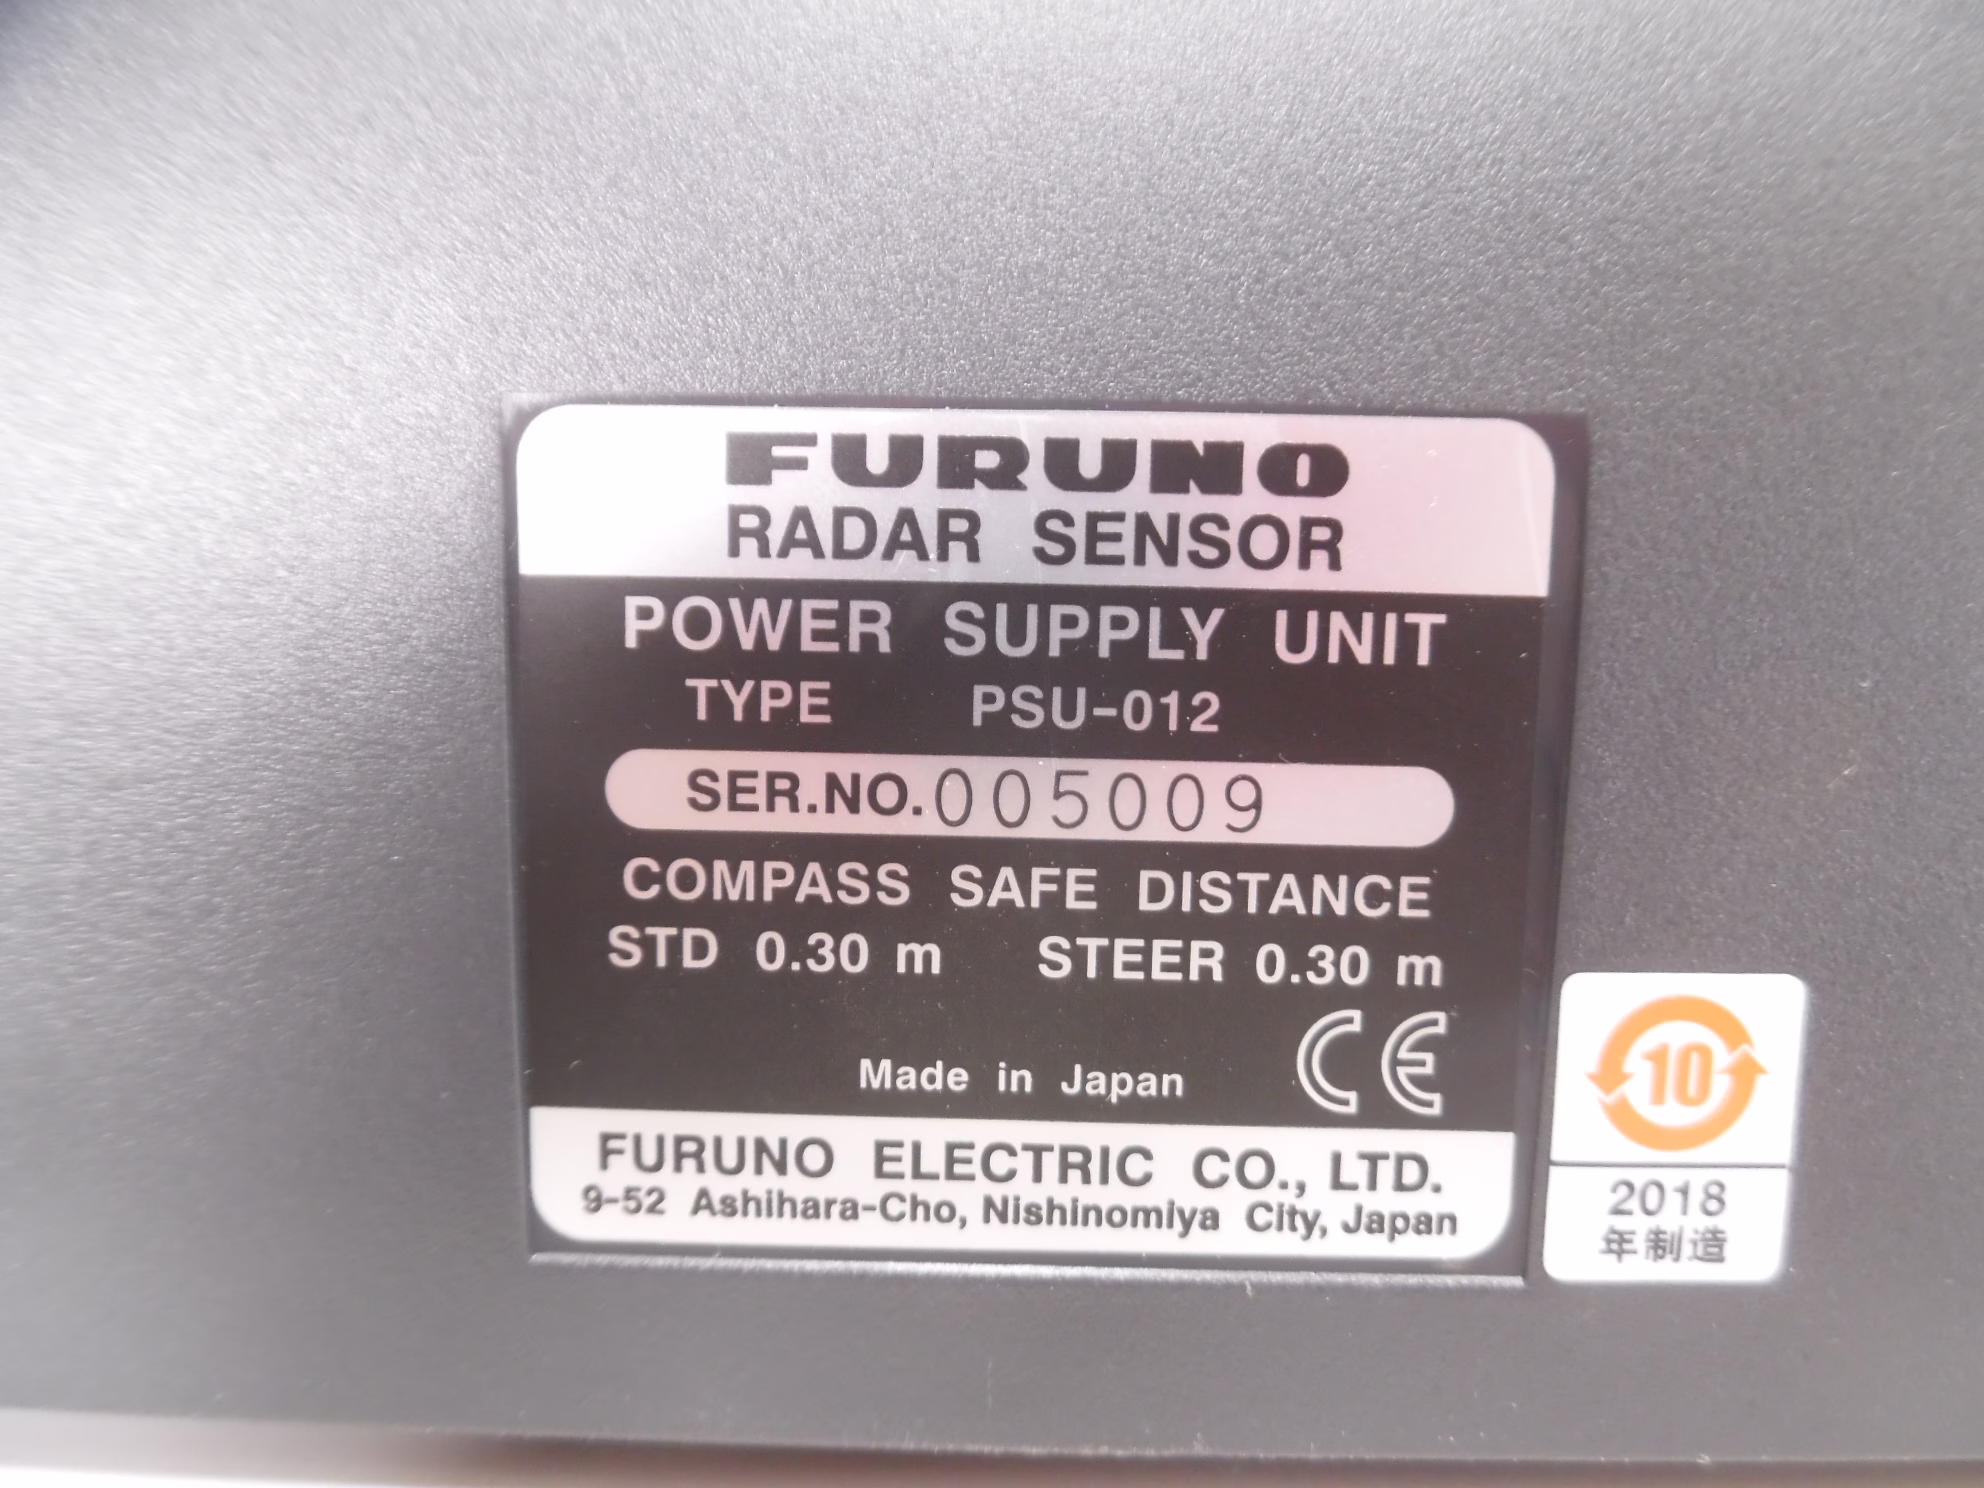 FURUNO
RADAR SENSOR
POWER SUPPLY UNIT
TYPE PSU-012
SER.NO.005009
COMPASS SAFE DISTANCE
STD 0.30 m STEER 0.30 m
Made in Japan CE
FURUNO ELECTRIC CO., LTD.
9-52 Ashihara-Cho, Nishinomiya City, Japan
10
2018
年制造